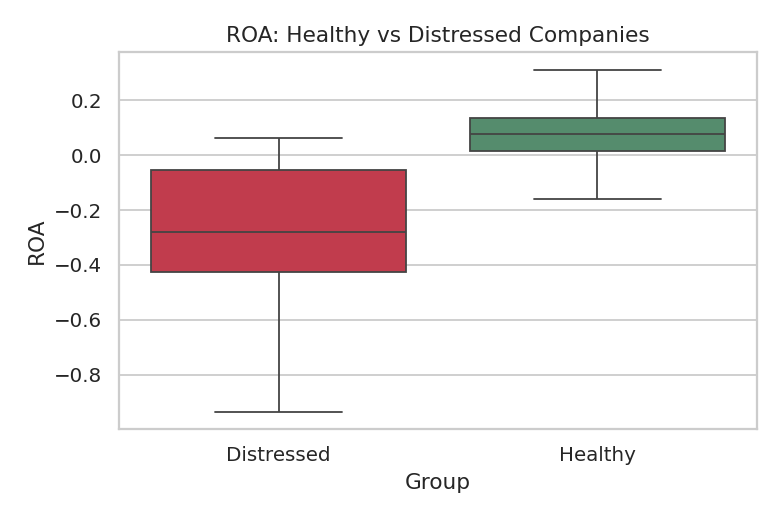 ROA: Healthy vs Distressed Companies
0.2
0.0
−0.2
−0.4
−0.6
−0.8
ROA
Distressed
Healthy
Group